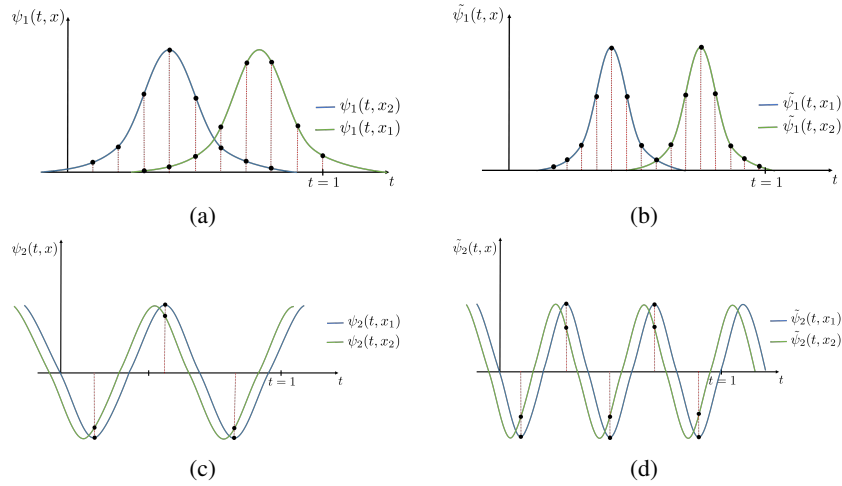 ψ₁(t, x)
ψ₁(t, x₂)
ψ₁(t, x₁)
t = 1
t
(a)
ψ̃₁(t, x)
ψ̃₁(t, x₁)
ψ̃₁(t, x₂)
t = 1
t
(b)
ψ₂(t, x)
ψ₂(t, x₁)
ψ₂(t, x₂)
t = 1
t
(c)
ψ̃₂(t, x)
ψ̃₂(t, x₁)
ψ̃₂(t, x₂)
t = 1
t
(d)